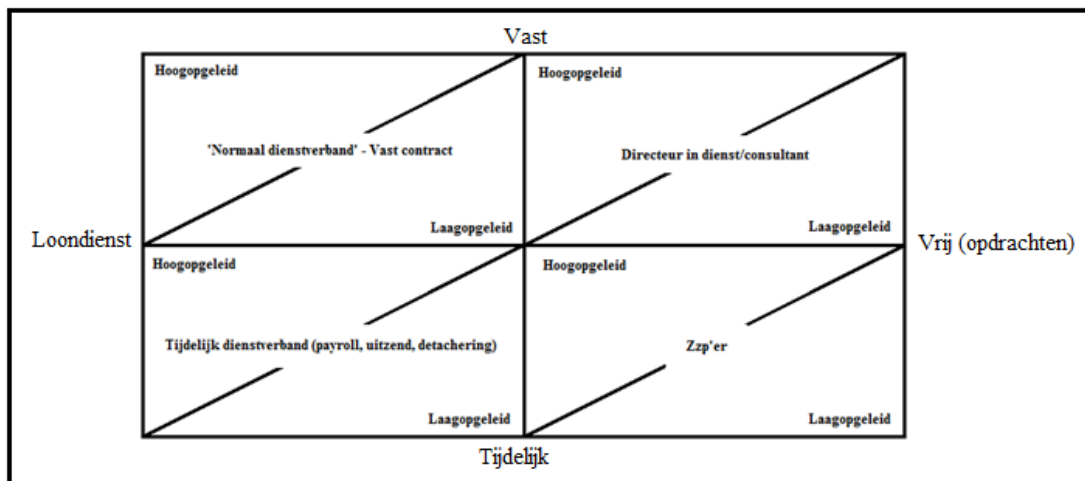 Vast
Hoogopgeleid
Hoogopgeleid
'Normaal dienstverband' - Vast contract
Directeur in dienst/consultant
Laagopgeleid
Laagopgeleid
Loondienst
Vrij (opdrachten)
Hoogopgeleid
Hoogopgeleid
Tijdelijk dienstverband (payroll, uitzend, detachering)
Zzp'er
Laagopgeleid
Laagopgeleid
Tijdelijk